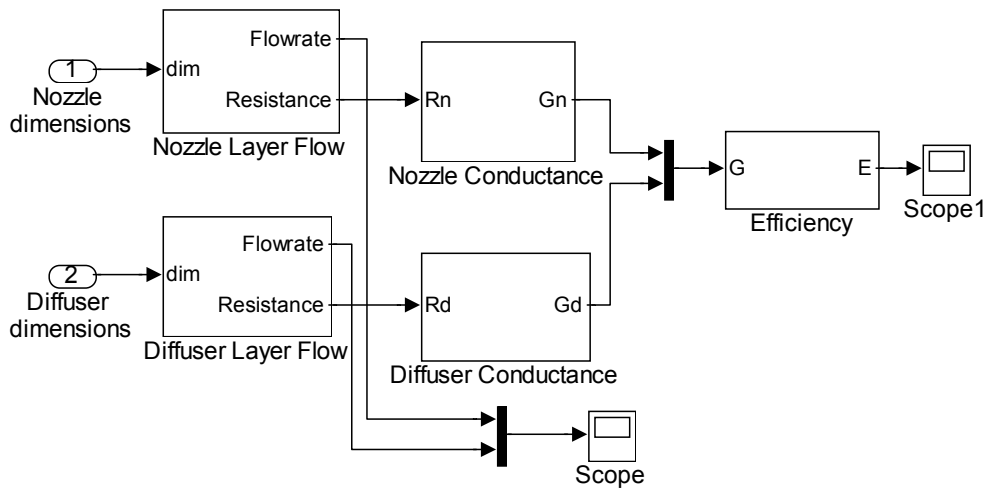 Flowrate
1
dim
Nozzle
dimensions
Resistance
Nozzle Layer Flow
Rn
Gn
Nozzle Conductance
G
E
Efficiency
Scope1
Flowrate
2
dim
Diffuser
dimensions
Resistance
Diffuser Layer Flow
Rd
Gd
Diffuser Conductance
Scope